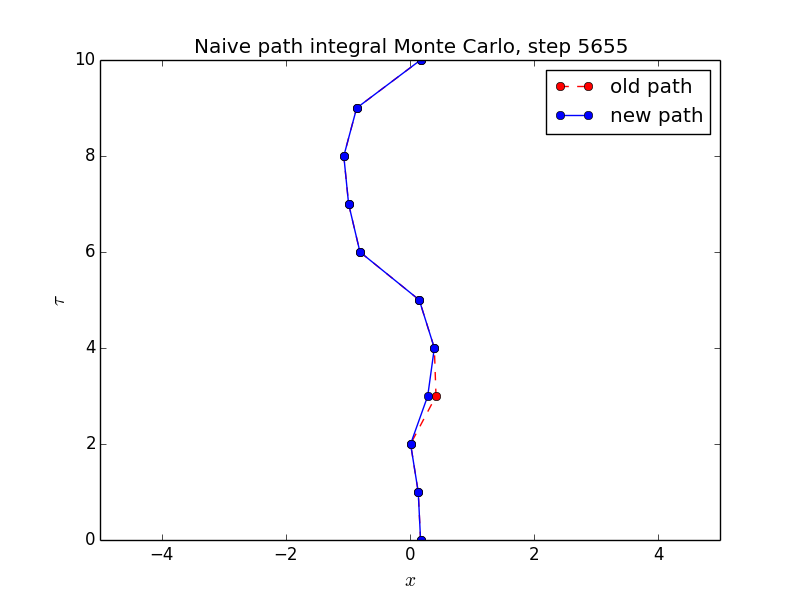 Naive path integral Monte Carlo, step 5655
10
old path
new path
8
τ
6
4
2
0
−4
−2
0
2
4
x